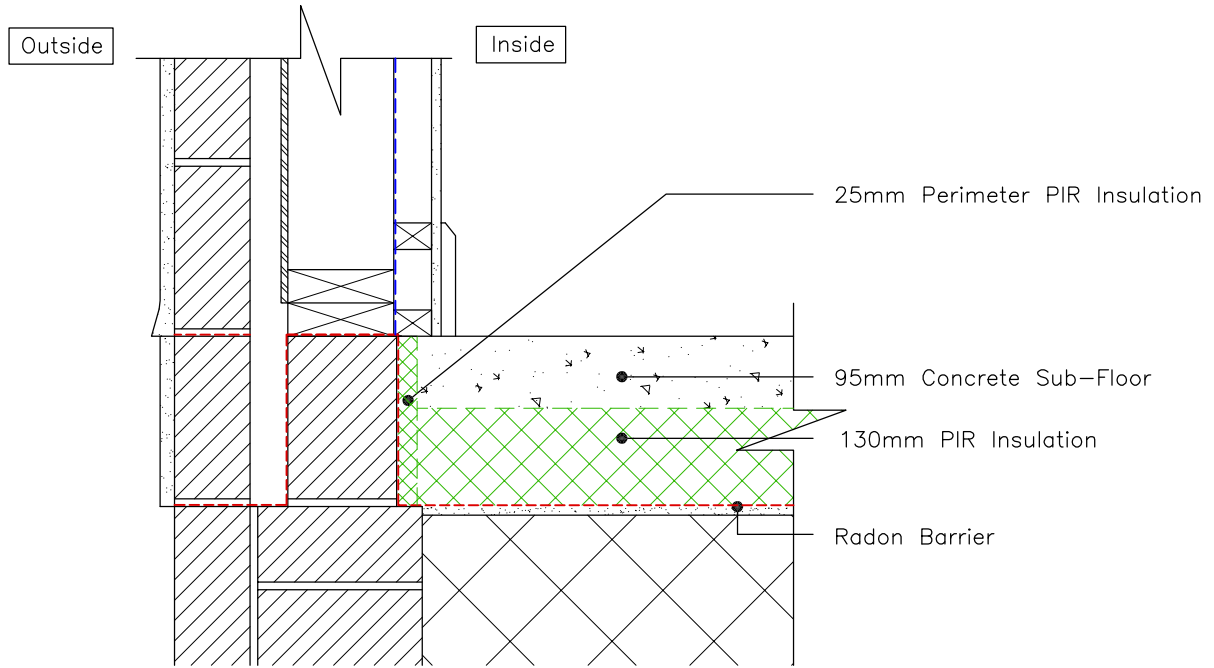 Outside
Inside
25mm Perimeter PIR Insulation
95mm Concrete Sub-Floor
130mm PIR Insulation
Radon Barrier